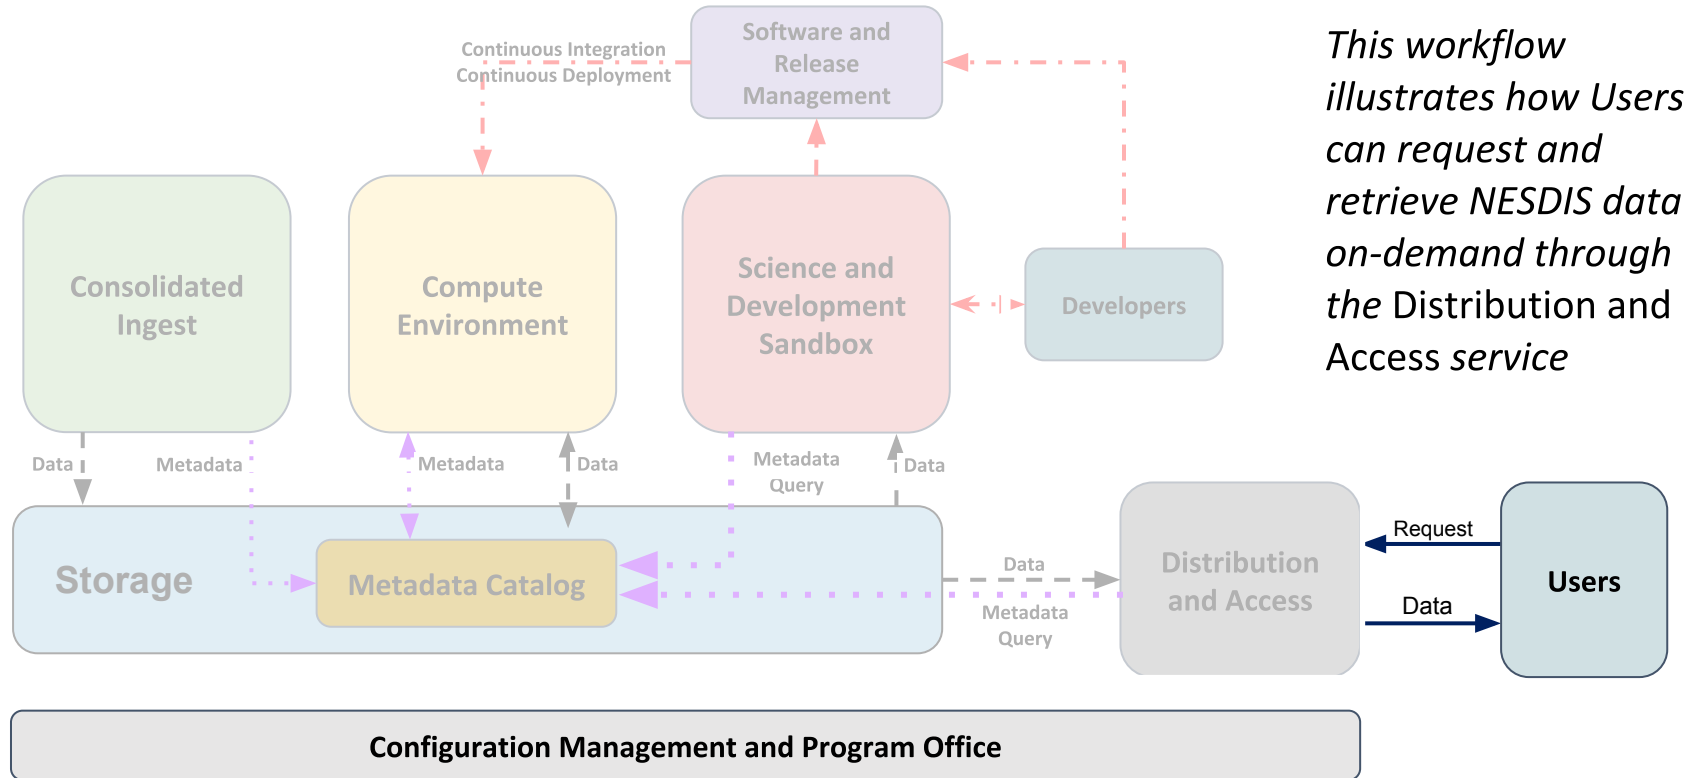 Software and
Release
Management
Continuous Integration
Continuous Deployment
This workflow
illustrates how Users
can request and
retrieve NESDIS data
on-demand through
the Distribution and
Access service
Consolidated
Ingest
Compute
Environment
Science and
Development
Sandbox
Developers
Data
Metadata
Metadata
Data
Metadata
Query
Data
Storage
Metadata Catalog
Data
Metadata
Query
Distribution
and Access
Request
Data
Users
Configuration Management and Program Office